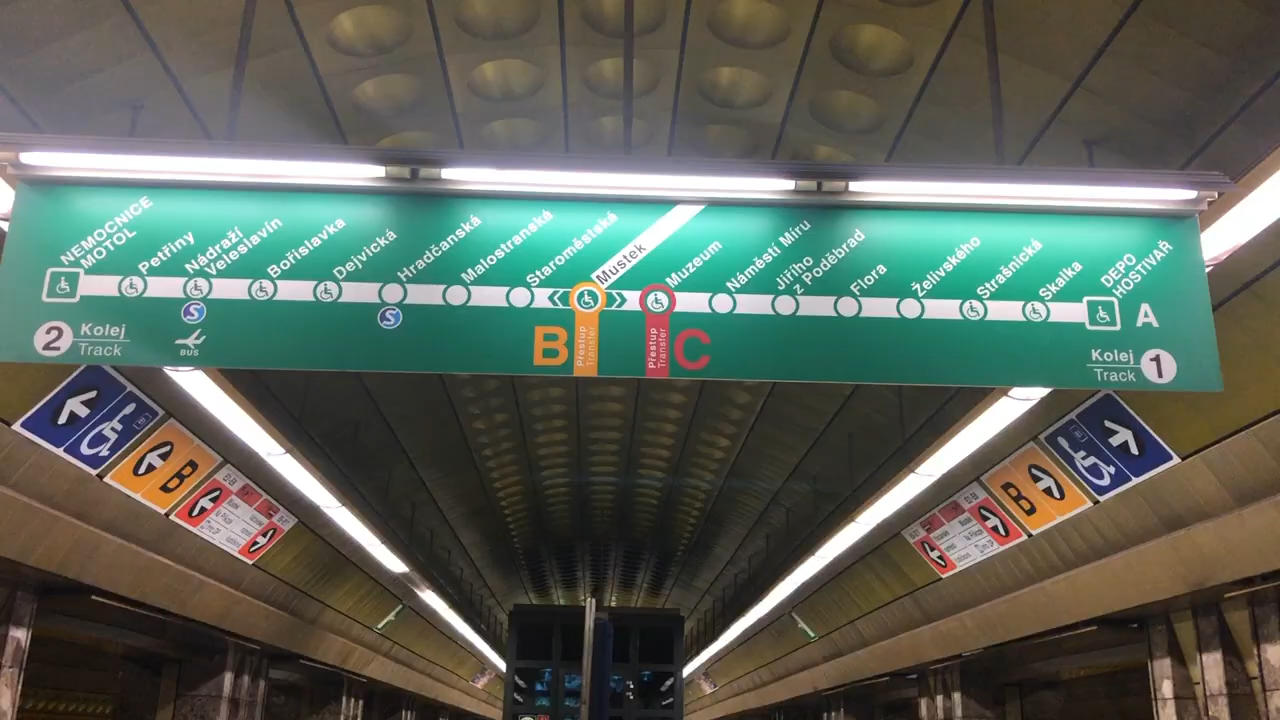 NEMOCNICE
MOTOL
Petřiny
Nádraží
Veleslavín
Bořislavka
Dejvická
Hradčanská
Malostranská
Staroměstská
Můstek
Muzeum
Náměstí Míru
Jiřího
z Poděbrad
Flora
Želivského
Strašnická
Skalka
DEPO
HOSTIVAŘ
A
2 Kolej
Track
S
BUS
S
B
Přestup
Transfer
Přestup
Transfer
C
Kolej
Track 1
B
B